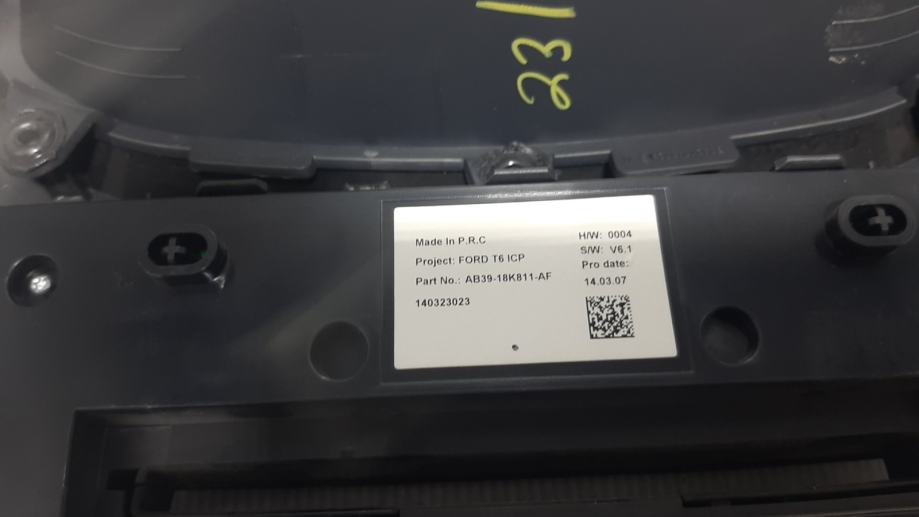 231
Made In P.R.C
Project: FORD T6 ICP
Part No.: AB39-18K811-AF
140323023
H/W: 0004
S/W: V6.1
Pro date:
14.03.07